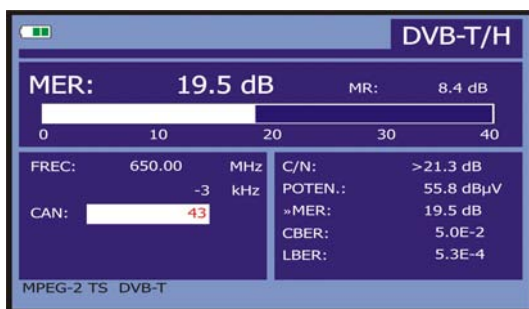 DVB-T/H
MER: 19.5 dB MR: 8.4 dB
0 10 20 30 40
FREC: 650.00 MHz
-3 kHz
CAN: 43
C/N: >21.3 dB
POTEN.: 55.8 dBµV
»MER: 19.5 dB
CBER: 5.0E-2
LBER: 5.3E-4
MPEG-2 TS DVB-T